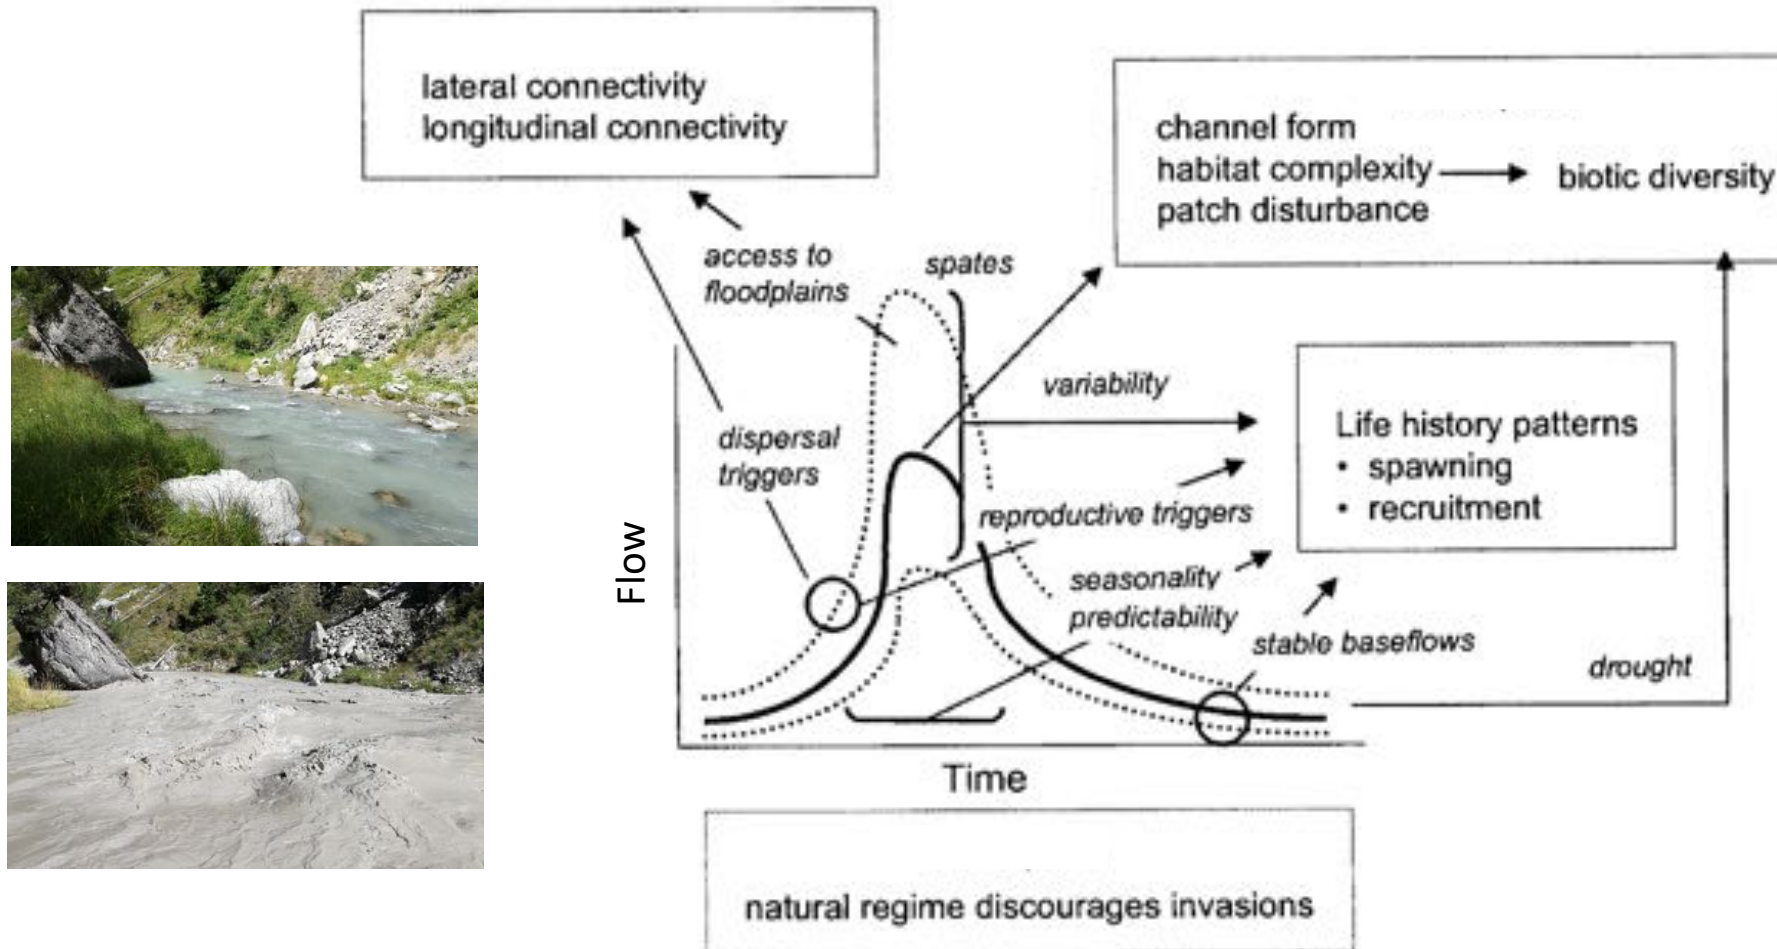 lateral connectivity
longitudinal connectivity
channel form
habitat complexity
biotic diversity
patch disturbance
access to
floodplains
spates
variability
dispersal
triggers
Life history patterns
• spawning
• recruitment
reproductive triggers
Flow
seasonality
predictability
stable baseflows
drought
Time
natural regime discourages invasions